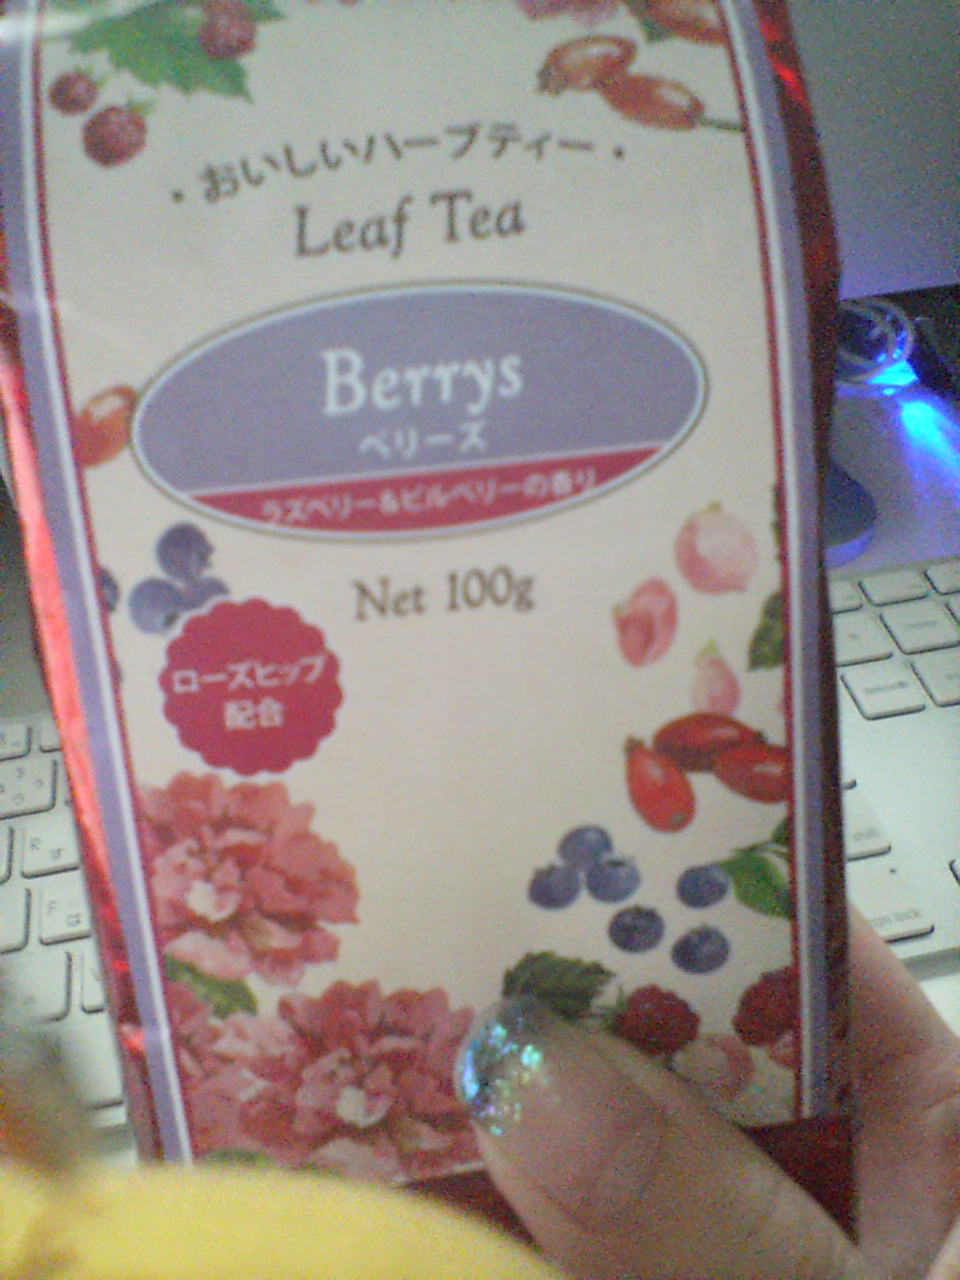 ・おいしいハーブティー・
Leaf Tea
Berrys
ベリーズ
ラズベリー&ビルベリーの香り
Net 100g
ローズヒップ
配合
R
す
F
は